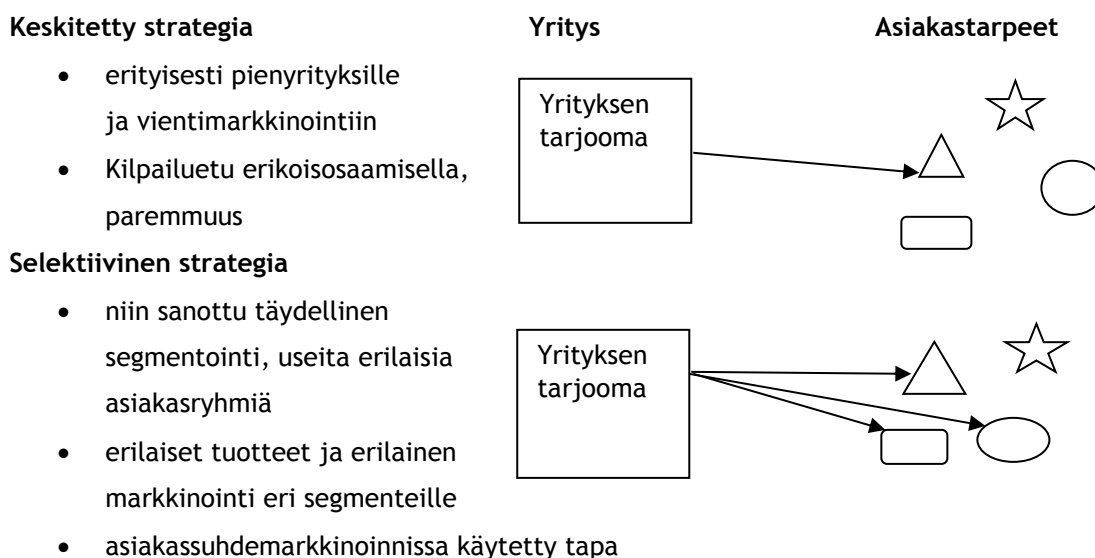 Keskitetty strategia Yritys Asiakastarpeet
• erityisesti pienyrityksille
ja vientimarkkinointiin
• Kilpailuetu erikoisosaamisella,
paremmuus
Yrityksen
tarjooma
Selektiivinen strategia
• niin sanottu täydellinen
segmentointi, useita erilaisia
asiakasryhmiä
• erilaiset tuotteet ja erilainen
markkinointi eri segmenteille
• asiakassuhdemarkkinoinnissa käytetty tapa
Yrityksen
tarjooma